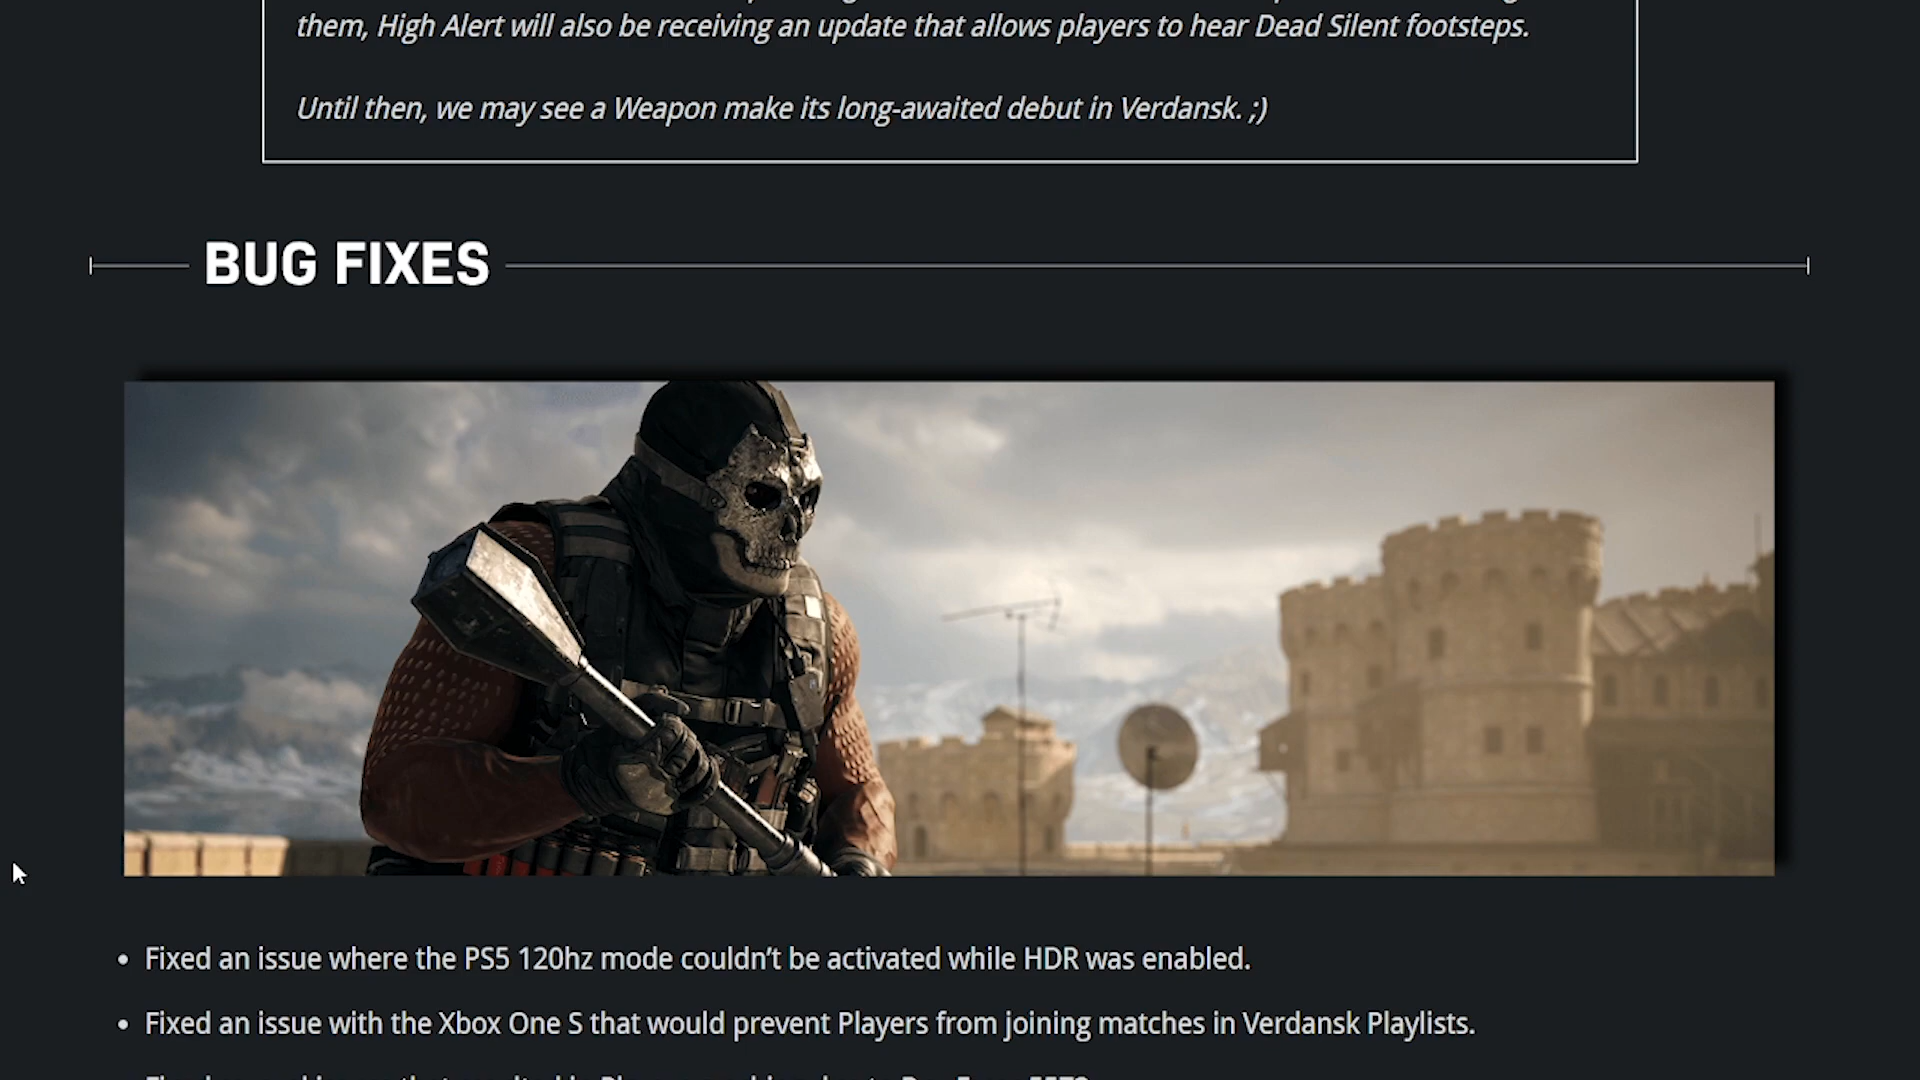 them, High Alert will also be receiving an update that allows players to hear Dead Silent footsteps.
Until then, we may see a Weapon make its long-awaited debut in Verdansk. ;)
BUG FIXES
• Fixed an issue where the PS5 120hz mode couldn’t be activated while HDR was enabled.
• Fixed an issue with the Xbox One S that would prevent Players from joining matches in Verdansk Playlists.